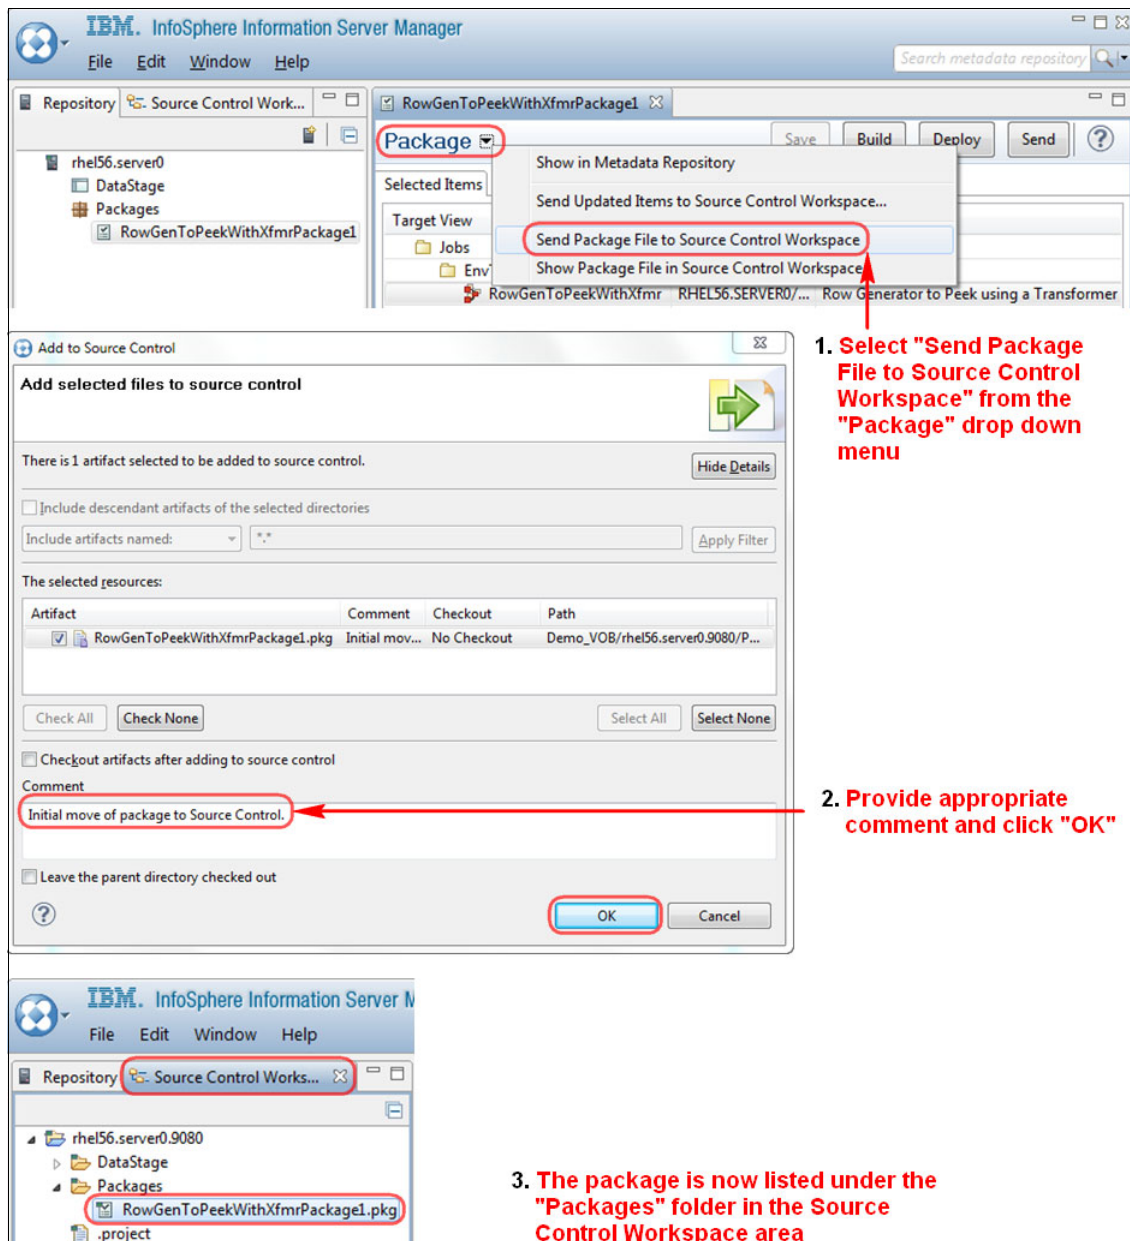 IBM. InfoSphere Information Server Manager
File Edit Window Help
Search metadata repository
Repository Source Control Work...
RowGenToPeekWithXfmrPackage1
Package
Save Build Deploy Send ?
rhel56.server0
DataStage
Packages
RowGenToPeekWithXfmrPackage1
Selected Items
Target View
Jobs
Env
RowGenToPeekWithXfmr RHEL56.SERVER0/... Row Generator to Peek using a Transformer
Show in Metadata Repository
Send Updated Items to Source Control Workspace...
Send Package File to Source Control Workspace
Show Package File in Source Control Workspace
1. Select "Send Package
File to Source Control
Workspace" from the
"Package" drop down
menu
Add to Source Control
Add selected files to source control
There is 1 artifact selected to be added to source control.
Hide Details
Include descendant artifacts of the selected directories
Include artifacts named: *.* Apply Filter
The selected resources:
Artifact Comment Checkout Path
RowGenToPeekWithXfmrPackage1.pkg Initial mov... No Checkout Demo_VOB/rhel56.server0.9080/P...
Check All Check None Select All Select None
Checkout artifacts after adding to source control
Comment
Initial move of package to Source Control.
2. Provide appropriate
comment and click "OK"
Leave the parent directory checked out
? OK Cancel
IBM. InfoSphere Information Server M
File Edit Window Help
Repository Source Control Works...
rhel56.server0.9080
DataStage
Packages
RowGenToPeekWithXfmrPackage1.pkg
.project
3. The package is now listed under the
"Packages" folder in the Source
Control Workspace area